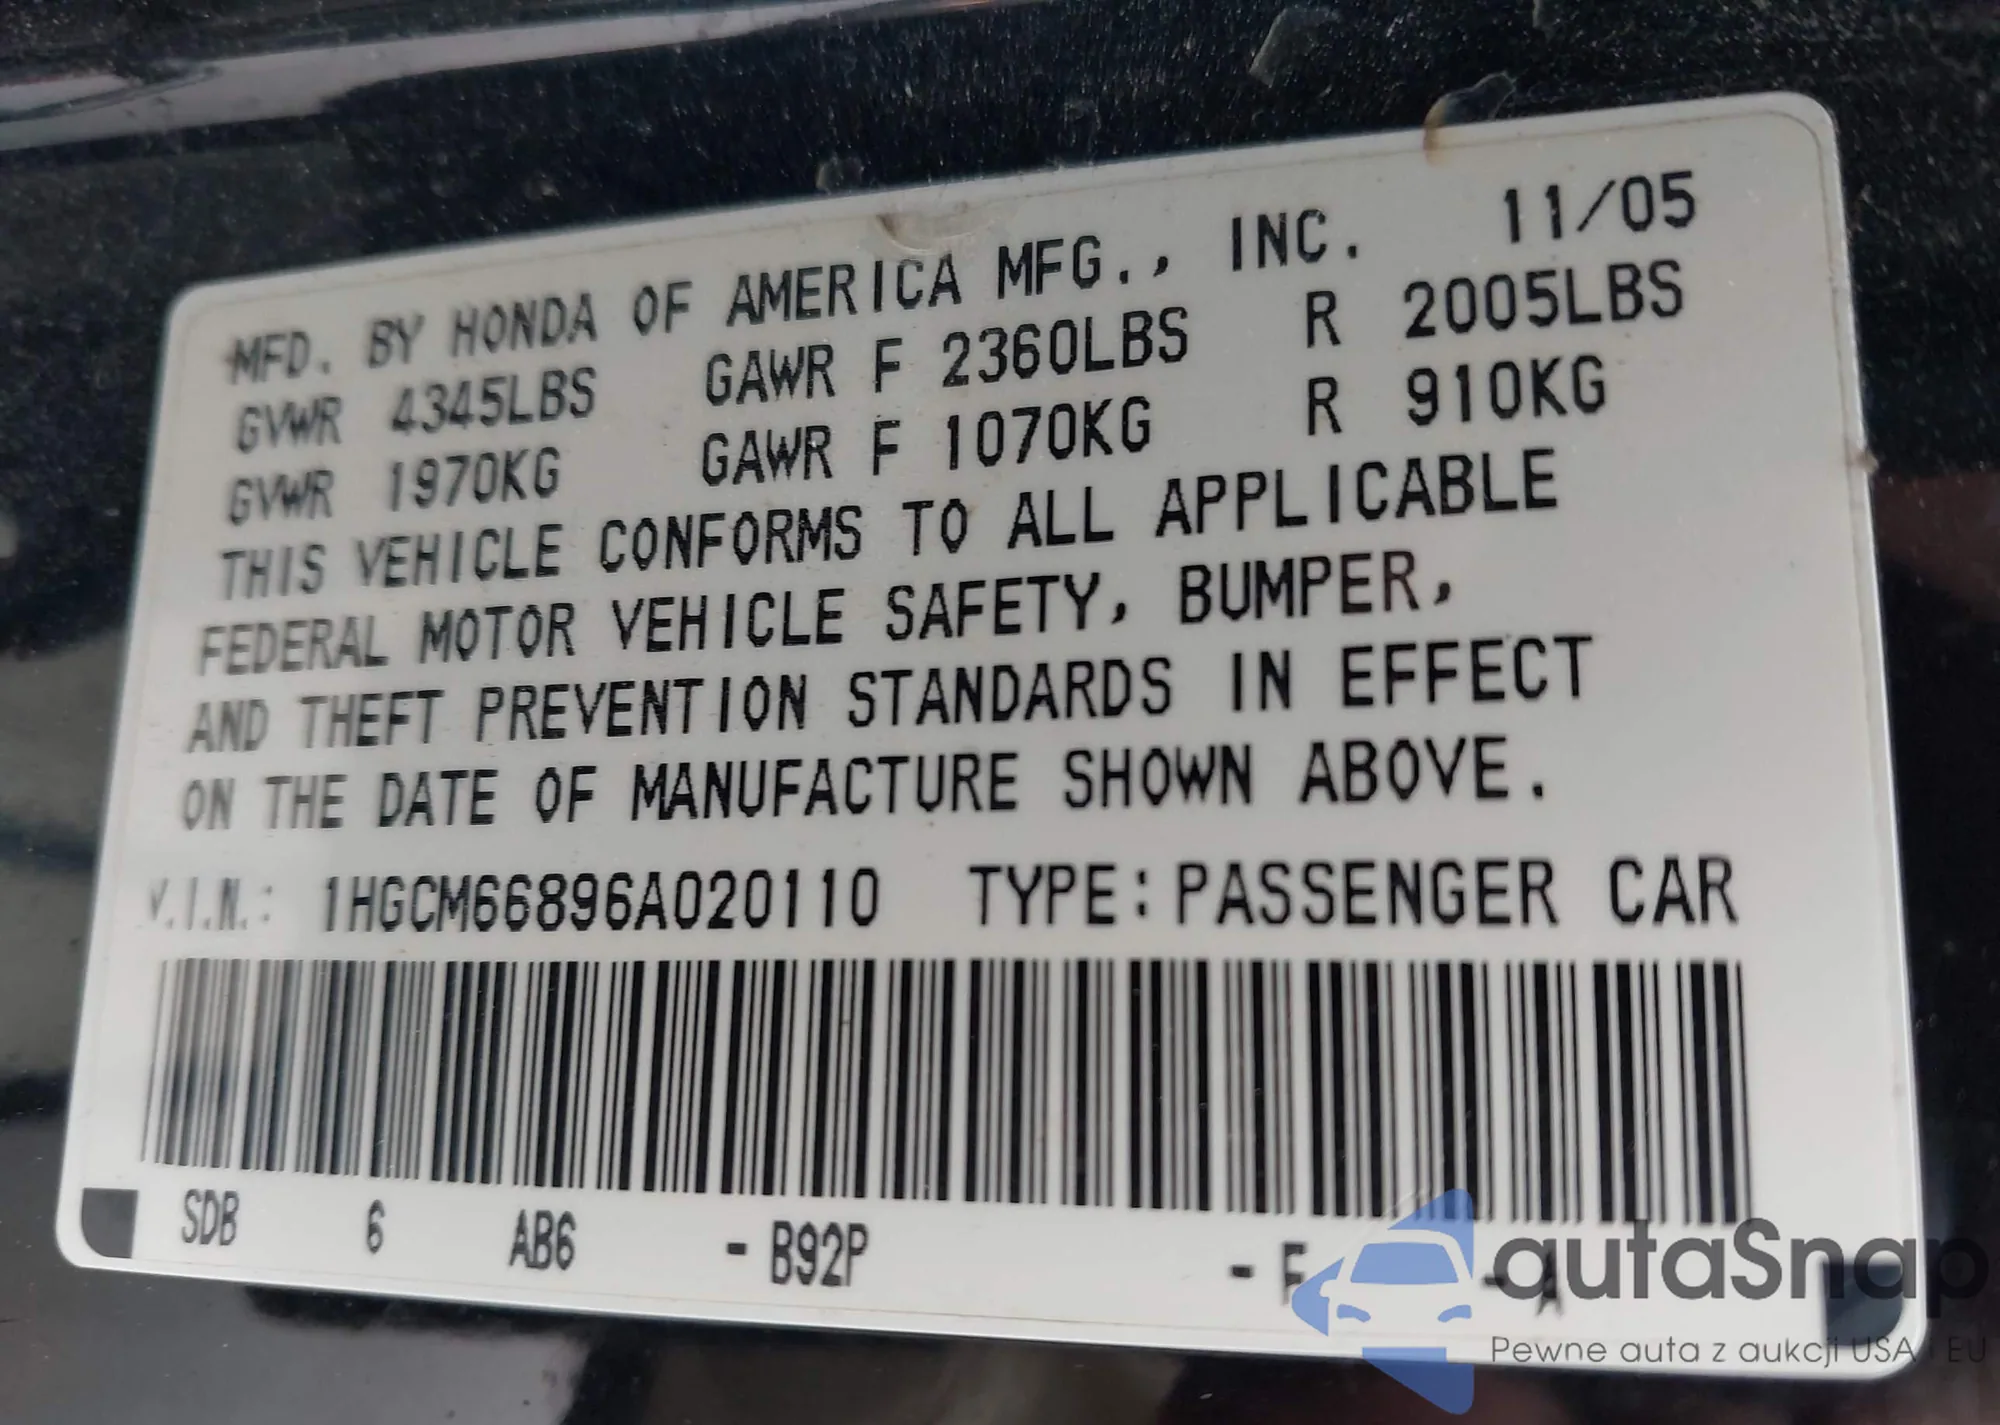 MFD. BY HONDA OF AMERICA MFG., INC. 11/05
GVWR 4345LBS GAWR F 2360LBS R 2005LBS
GVWR 1970KG GAWR F 1070KG R 910KG
THIS VEHICLE CONFORMS TO ALL APPLICABLE
FEDERAL MOTOR VEHICLE SAFETY, BUMPER,
AND THEFT PREVENTION STANDARDS IN EFFECT
ON THE DATE OF MANUFACTURE SHOWN ABOVE.
V.I.N.: 1HGCM66896A020110 TYPE:PASSENGER CAR
SDB 6 AB6 - B92P - F - A
autaSnap
Pewne auta z aukcji USA i EU